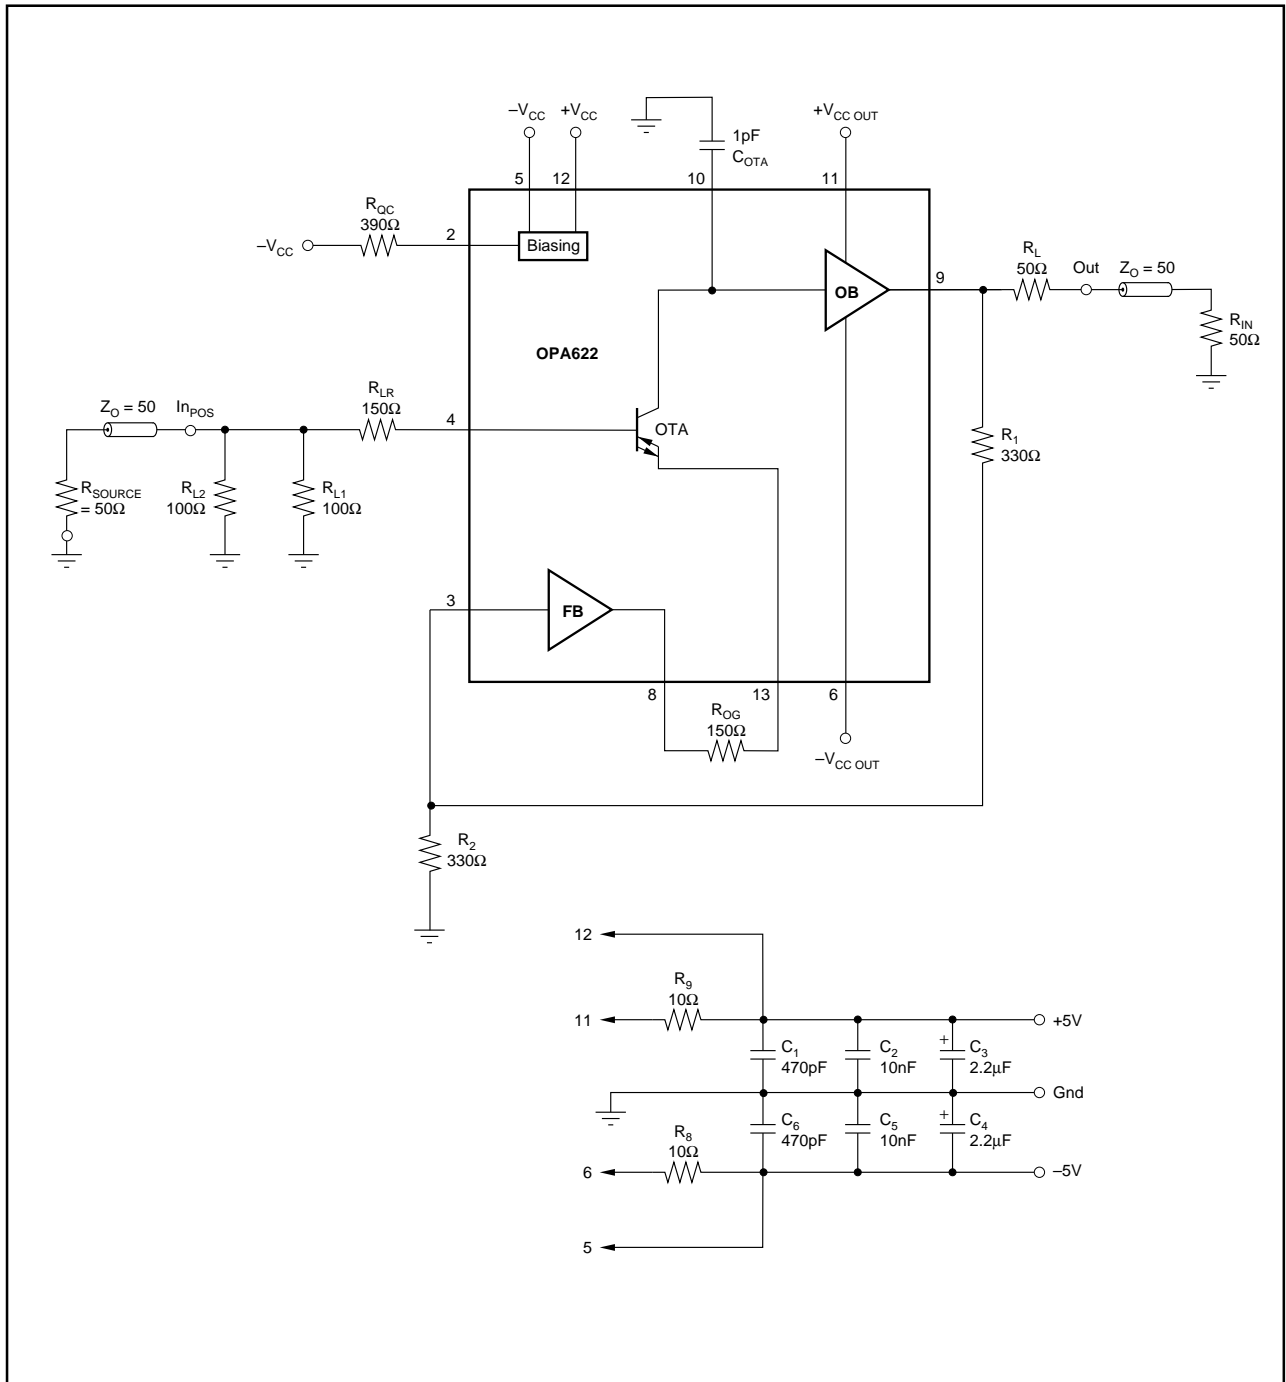 –V_CC
+V_CC
1pF
C_OTA
+V_CC OUT
5
12
10
11
R_QC
390Ω
2
–V_CC
Biasing
OB
9
R_L
50Ω
Out
Z_O = 50
R_IN
50Ω
OPA622
Z_O = 50
In_POS
R_LR
150Ω
4
OTA
R_1
330Ω
R_SOURCE
= 50Ω
R_L2
100Ω
R_L1
100Ω
3
FB
8
13
6
R_OG
150Ω
–V_CC OUT
R_2
330Ω
12
R_9
10Ω
11
+5V
C_1
470pF
C_2
10nF
+
C_3
2.2µF
Gnd
C_6
470pF
C_5
10nF
+
C_4
2.2µF
R_8
10Ω
6
–5V
5